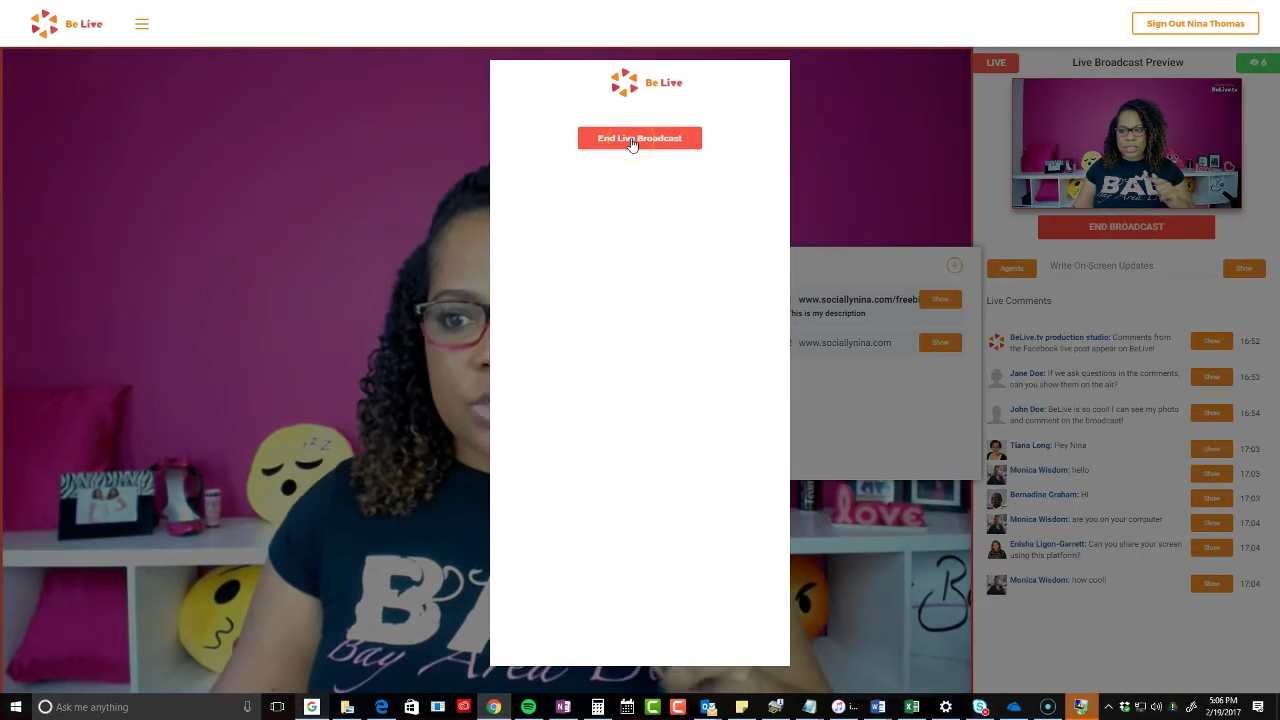 Be Live
Sign Out Nina Thomas
Be Live
End Live Broadcast
LIVE
Live Broadcast Preview
6
BeLive.tv
END BROADCAST
Agenda
Write On-Screen Updates
Show
www.sociallynina.com/freebi
Show
This is my description
www.sociallynina.com
Show
Live Comments
BeLive.tv production studio: Comments from
the Facebook live post appear on BeLive!
Show
16:52
Jane Doe: If we ask questions in the comments,
can you show them on the air?
Show
16:53
John Doe: BeLive is so cool! I can see my photo
and comment on the broadcast!
Show
16:54
Tiana Long: Hey Nina
Show
17:03
Monica Wisdom: hello
Show
17:03
Bernadine Graham: Hi
Show
17:03
Monica Wisdom: are you on your computer
Show
17:04
Enisha Ligon-Garrett: Can you share your screen
using this platform?
Show
17:04
Monica Wisdom: how cool!
Show
17:04
zzZ
love
Bay Area
Ask me anything
5:06 PM
2/19/2017